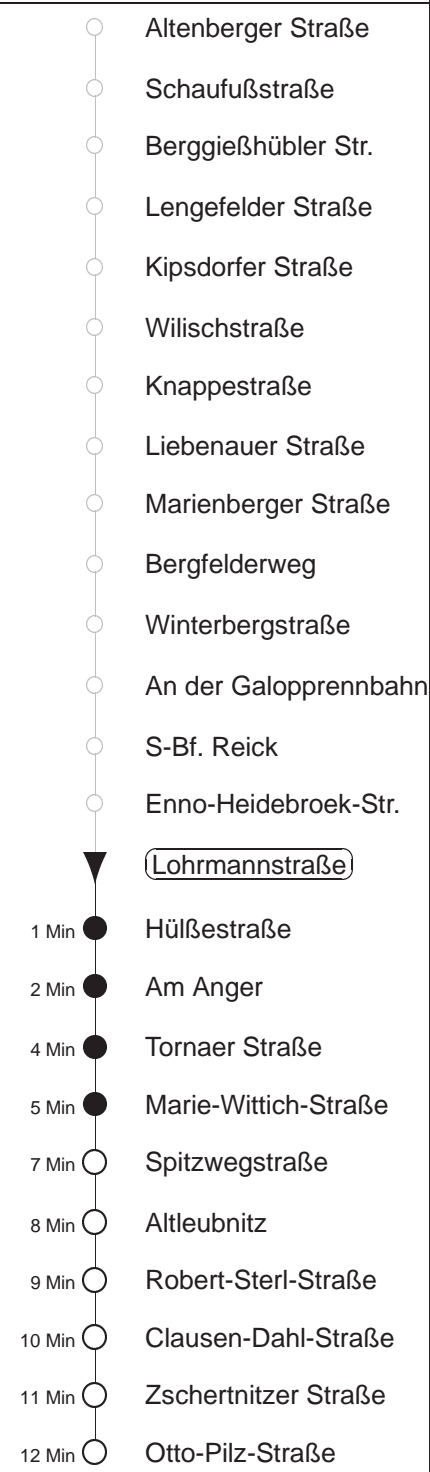 Altenberger Straße
Schaufußstraße
Berggießhübler Str.
Lengefelder Straße
Kipsdorfer Straße
Wilischstraße
Knappestraße
Liebenauer Straße
Marienberger Straße
Bergfelderweg
Winterbergstraße
An der Galopprennbahn
S-Bf. Reick
Enno-Heidebroek-Str.
Lohrmannstraße
1 Min Hülßestraße
2 Min Am Anger
4 Min Tornaer Straße
5 Min Marie-Wittich-Straße
7 Min Spitzwegstraße
8 Min Altleubnitz
9 Min Robert-Sterl-Straße
10 Min Clausen-Dahl-Straße
11 Min Zschertnitzer Straße
12 Min Otto-Pilz-Straße